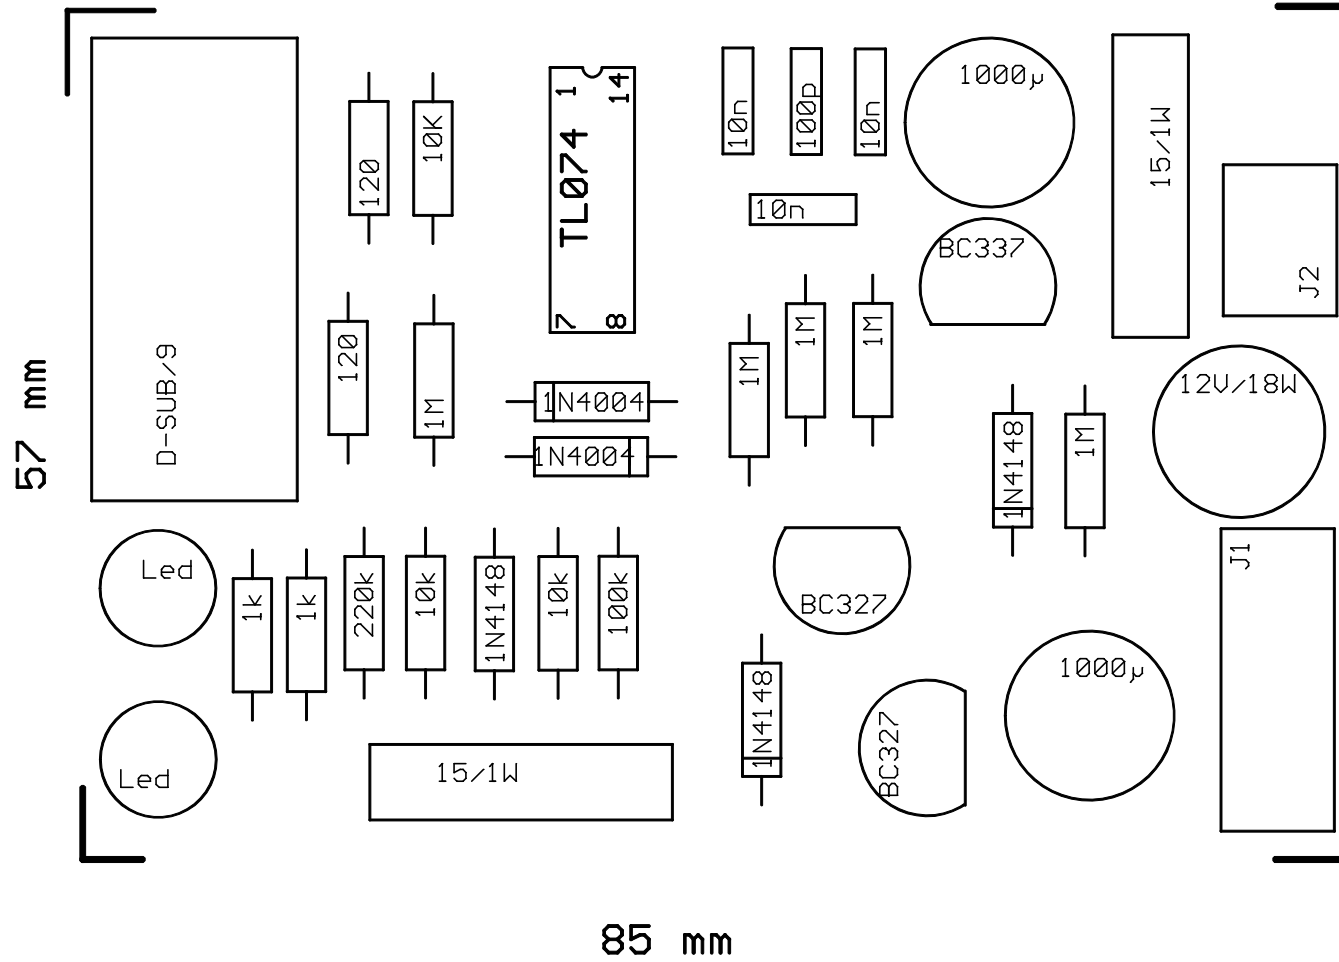 1000µ
1
14
10n
100p
10n
15/1W
10K
120
TL074
10n
BC337
J2
7
8
120
1M
1M
1M
1M
D-SUB/9
12V/18W
57 mm
1N4004
1N4148
1M
1N4004
J1
Led
1k
1k
220k
10k
1N4148
10k
100k
BC327
1000µ
1N4148
BC327
Led
15/1W
85 mm